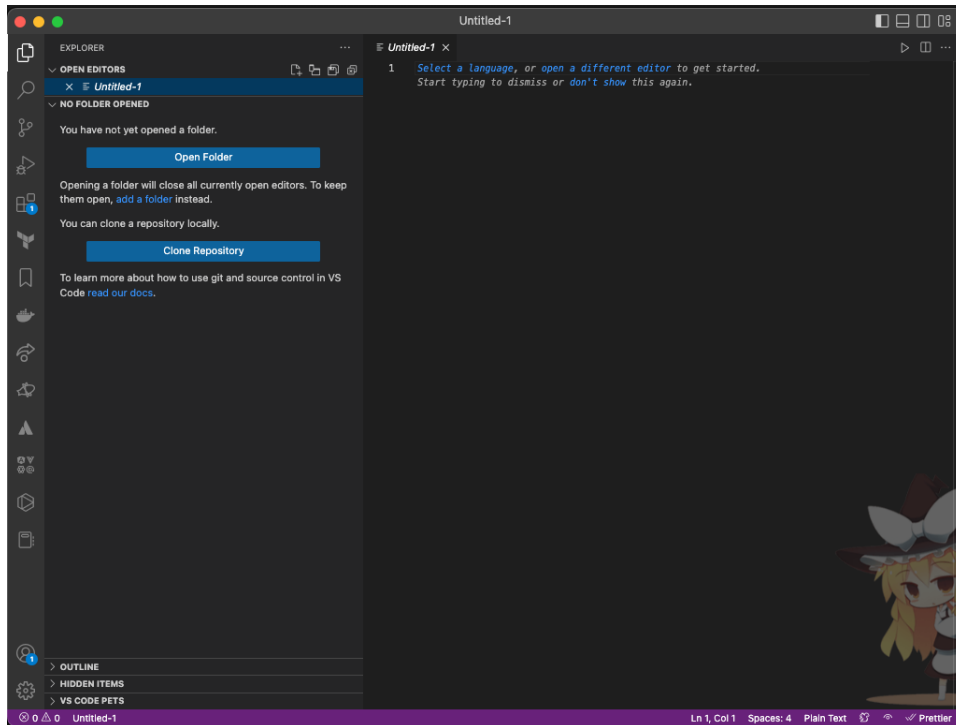 Untitled-1
EXPLORER
OPEN EDITORS
Untitled-1
NO FOLDER OPENED
You have not yet opened a folder.
Open Folder
Opening a folder will close all currently open editors. To keep
them open, add a folder instead.
You can clone a repository locally.
Clone Repository
To learn more about how to use git and source control in VS
Code read our docs.
1
1
OUTLINE
HIDDEN ITEMS
VS CODE PETS
Untitled-1
1 Select a language, or open a different editor to get started.
Start typing to dismiss or don't show this again.
0 0 Untitled-1 Ln 1, Col 1 Spaces: 4 Plain Text Prettier